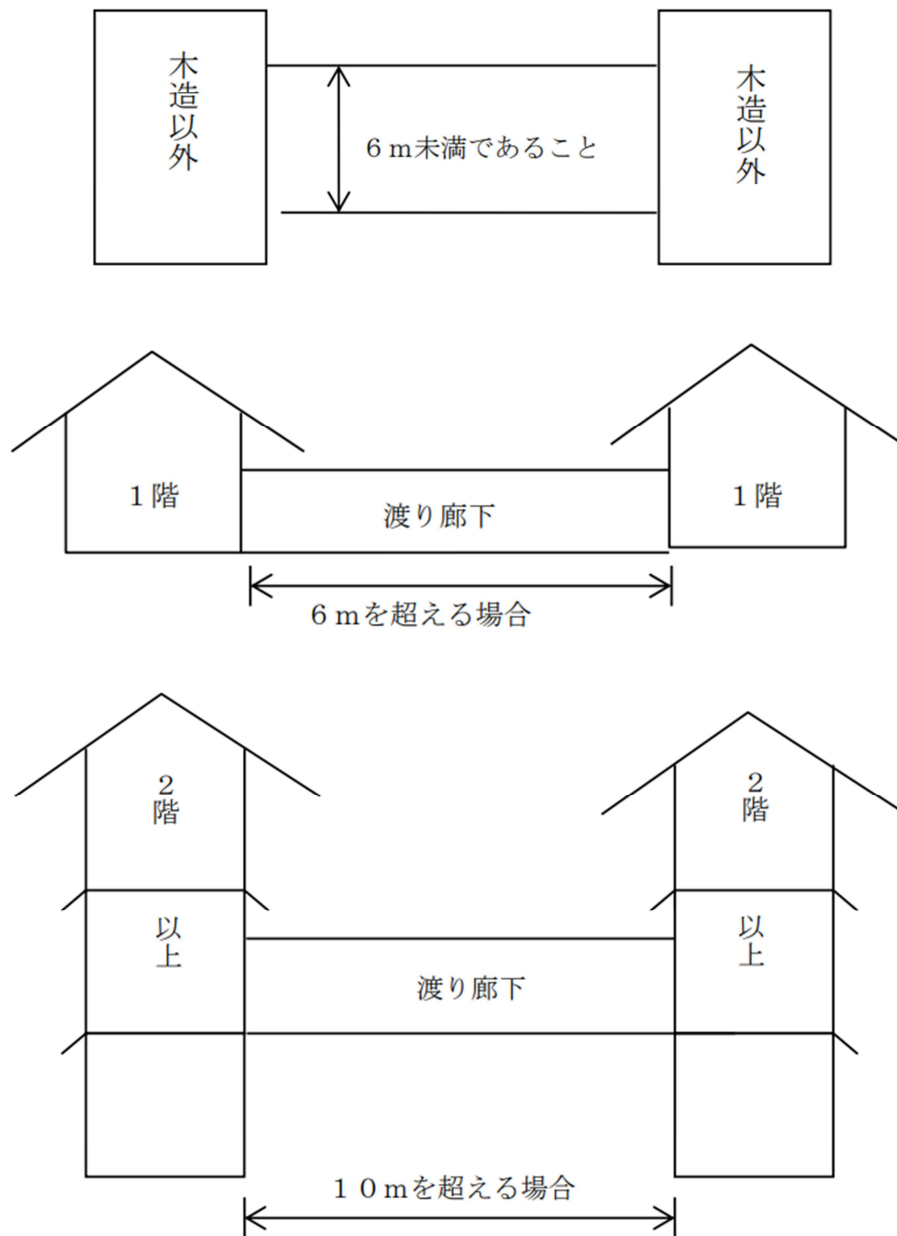 木造以外
木造以外
6m未満であること
1階
渡り廊下
1階
6mを超える場合
2階
以上
2階
以上
渡り廊下
10mを超える場合